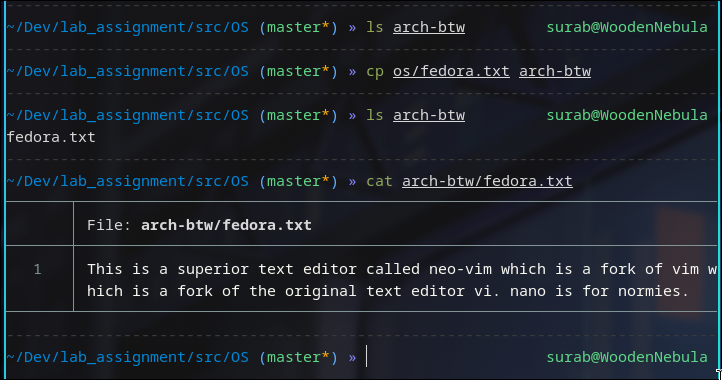 ~/Dev/lab_assignment/src/OS (master*) » ls arch-btw surab@WoodenNebula
~/Dev/lab_assignment/src/OS (master*) » cp os/fedora.txt arch-btw
~/Dev/lab_assignment/src/OS (master*) » ls arch-btw surab@WoodenNebula
fedora.txt
~/Dev/lab_assignment/src/OS (master*) » cat arch-btw/fedora.txt
File: arch-btw/fedora.txt
1 This is a superior text editor called neo-vim which is a fork of vim w
hich is a fork of the original text editor vi. nano is for normies.
~/Dev/lab_assignment/src/OS (master*) » surab@WoodenNebula